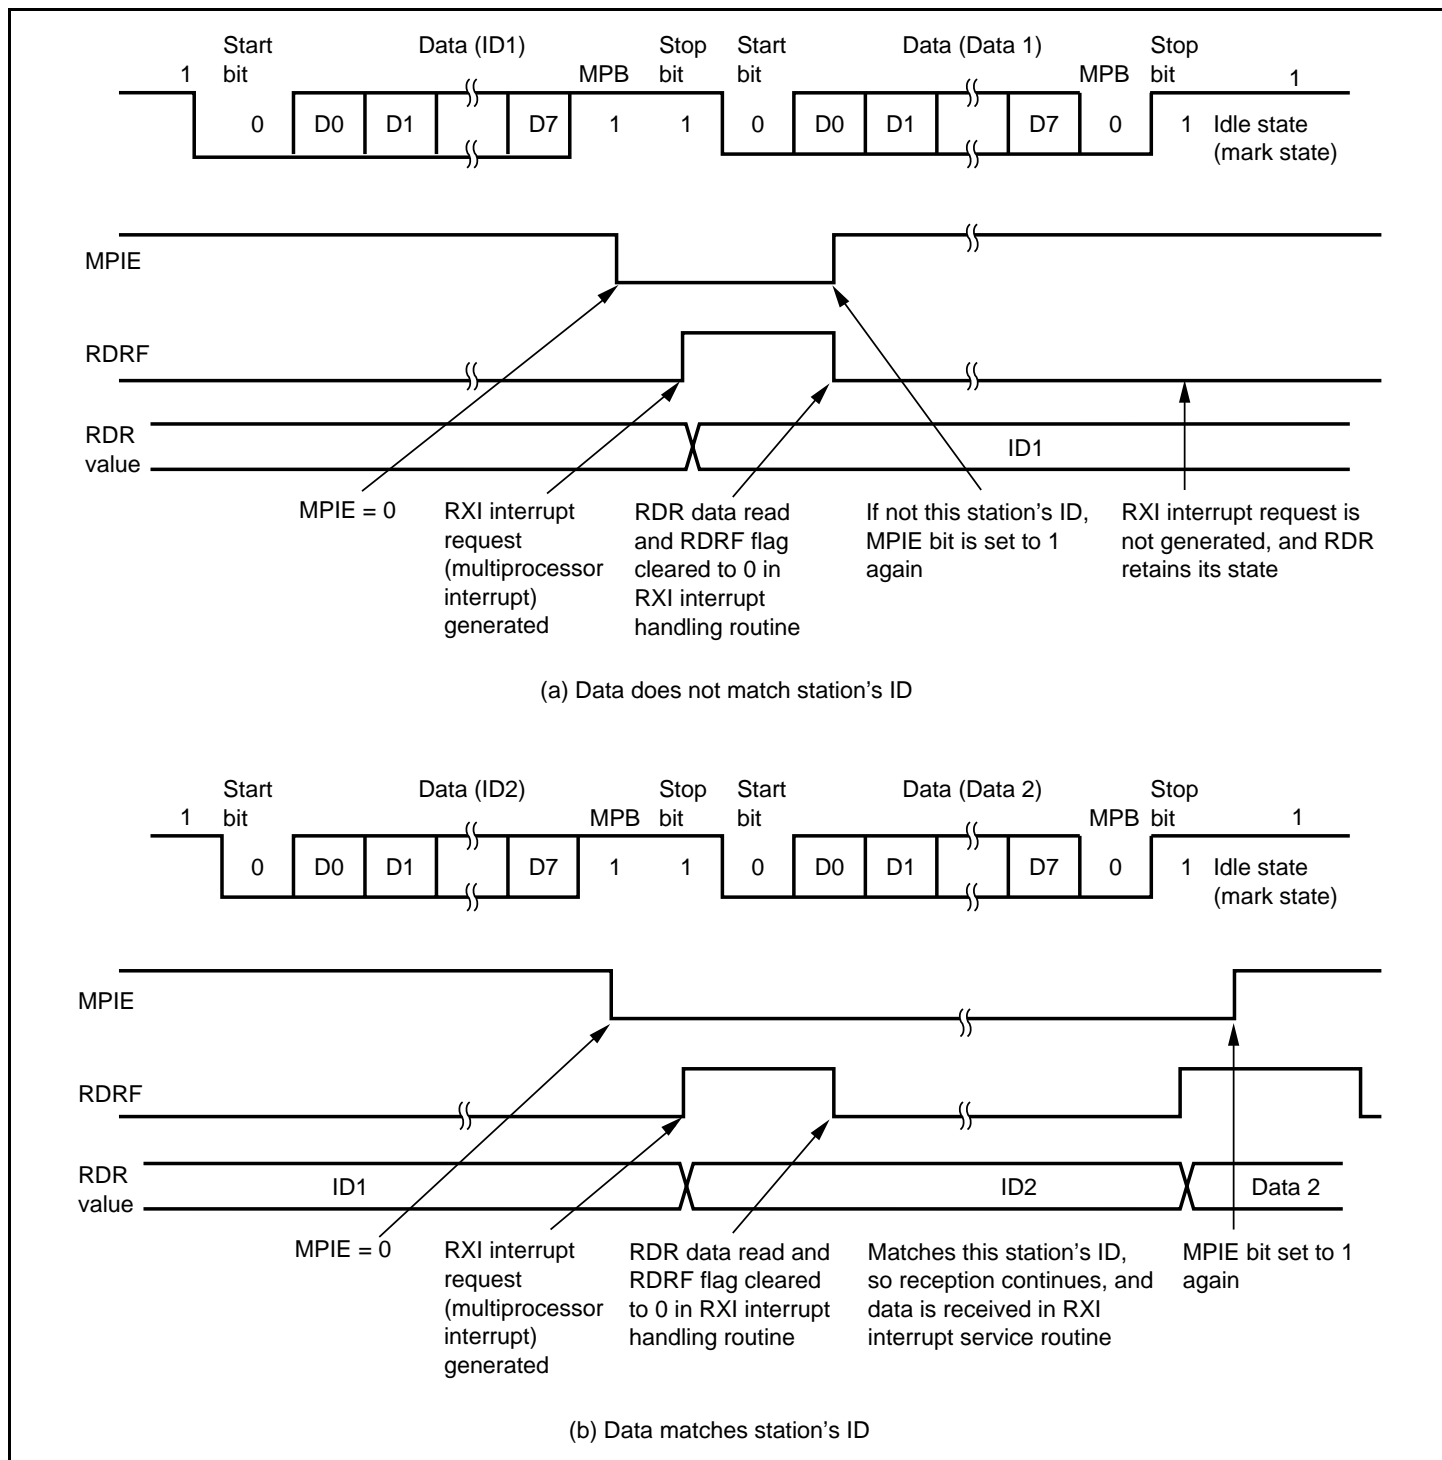 Start Data (ID1) Stop Start Data (Data 1) Stop
1 bit MPB bit bit MPB bit 1
0 D0 D1 D7 1 1 0 D0 D1 D7 0 1 Idle state
(mark state)
MPIE
RDRF
RDR
value
ID1
MPIE = 0
RXI interrupt
request
(multiprocessor
interrupt)
generated
RDR data read
and RDRF flag
cleared to 0 in
RXI interrupt
handling routine
If not this station's ID,
MPIE bit is set to 1
again
RXI interrupt request is
not generated, and RDR
retains its state
(a) Data does not match station's ID
Start Data (ID2) Stop Start Data (Data 2) Stop
1 bit MPB bit bit MPB bit 1
0 D0 D1 D7 1 1 0 D0 D1 D7 0 1 Idle state
(mark state)
MPIE
RDRF
RDR
value
ID1 ID2 Data 2
MPIE = 0
RXI interrupt
request
(multiprocessor
interrupt)
generated
RDR data read and
RDRF flag cleared
to 0 in RXI interrupt
handling routine
Matches this station's ID,
so reception continues, and
data is received in RXI
interrupt service routine
MPIE bit set to 1
again
(b) Data matches station's ID